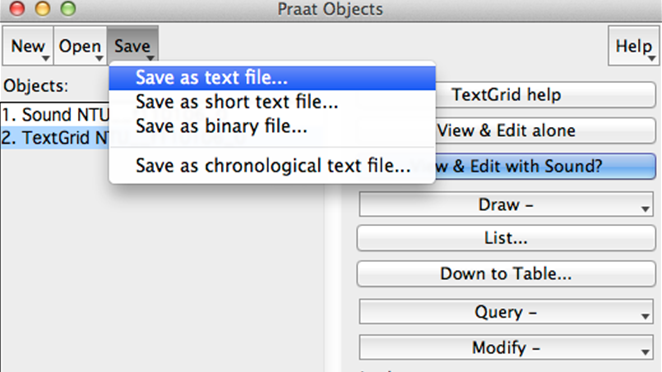 Praat Objects
New Open Save Help
Objects:
1. Sound NTU
2. TextGrid NT
Save as text file...
Save as short text file...
Save as binary file...
Save as chronological text file...
TextGrid help
View & Edit alone
& Edit with Sound?
Draw -
List...
Down to Table...
Query -
Modify -